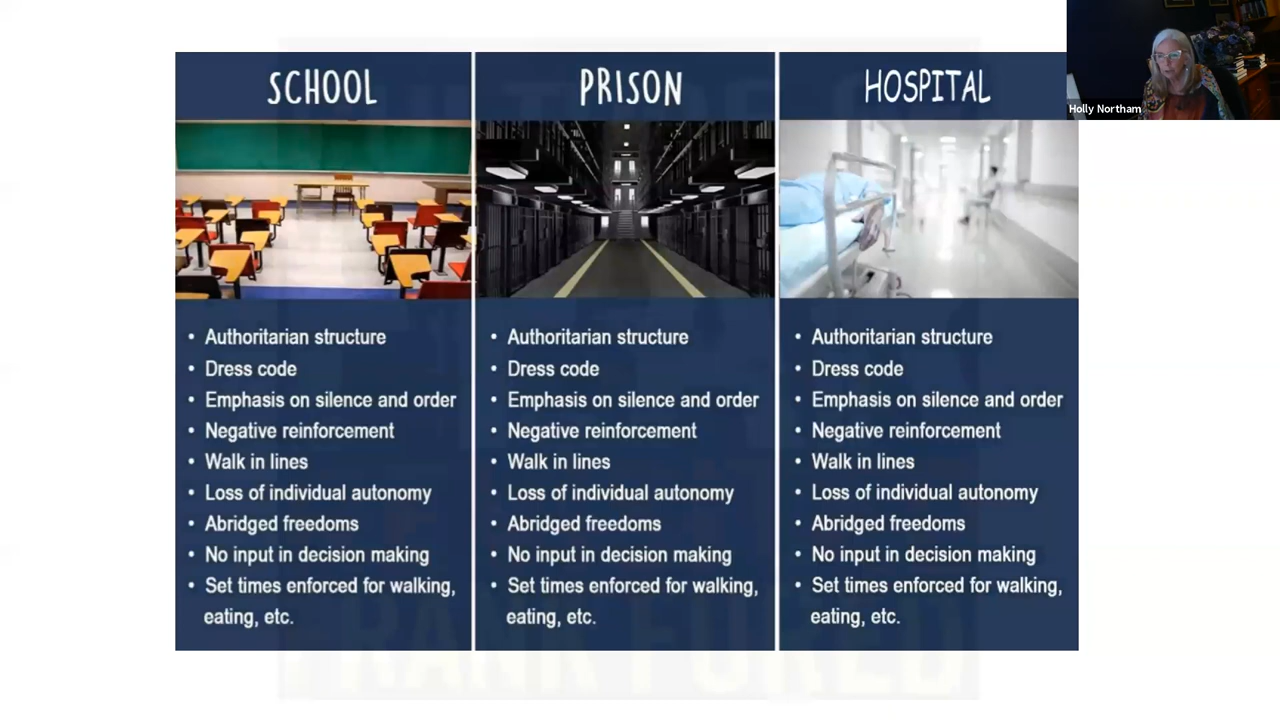 SCHOOL
Authoritarian structure
Dress code
Emphasis on silence and order
Negative reinforcement
Walk in lines
Loss of individual autonomy
Abridged freedoms
No input in decision making
Set times enforced for walking,
eating, etc.
PRISON
Authoritarian structure
Dress code
Emphasis on silence and order
Negative reinforcement
Walk in lines
Loss of individual autonomy
Abridged freedoms
No input in decision making
Set times enforced for walking,
eating, etc.
HOSPITAL
Authoritarian structure
Dress code
Emphasis on silence and order
Negative reinforcement
Walk in lines
Loss of individual autonomy
Abridged freedoms
No input in decision making
Set times enforced for walking,
eating, etc.
Holly Northam